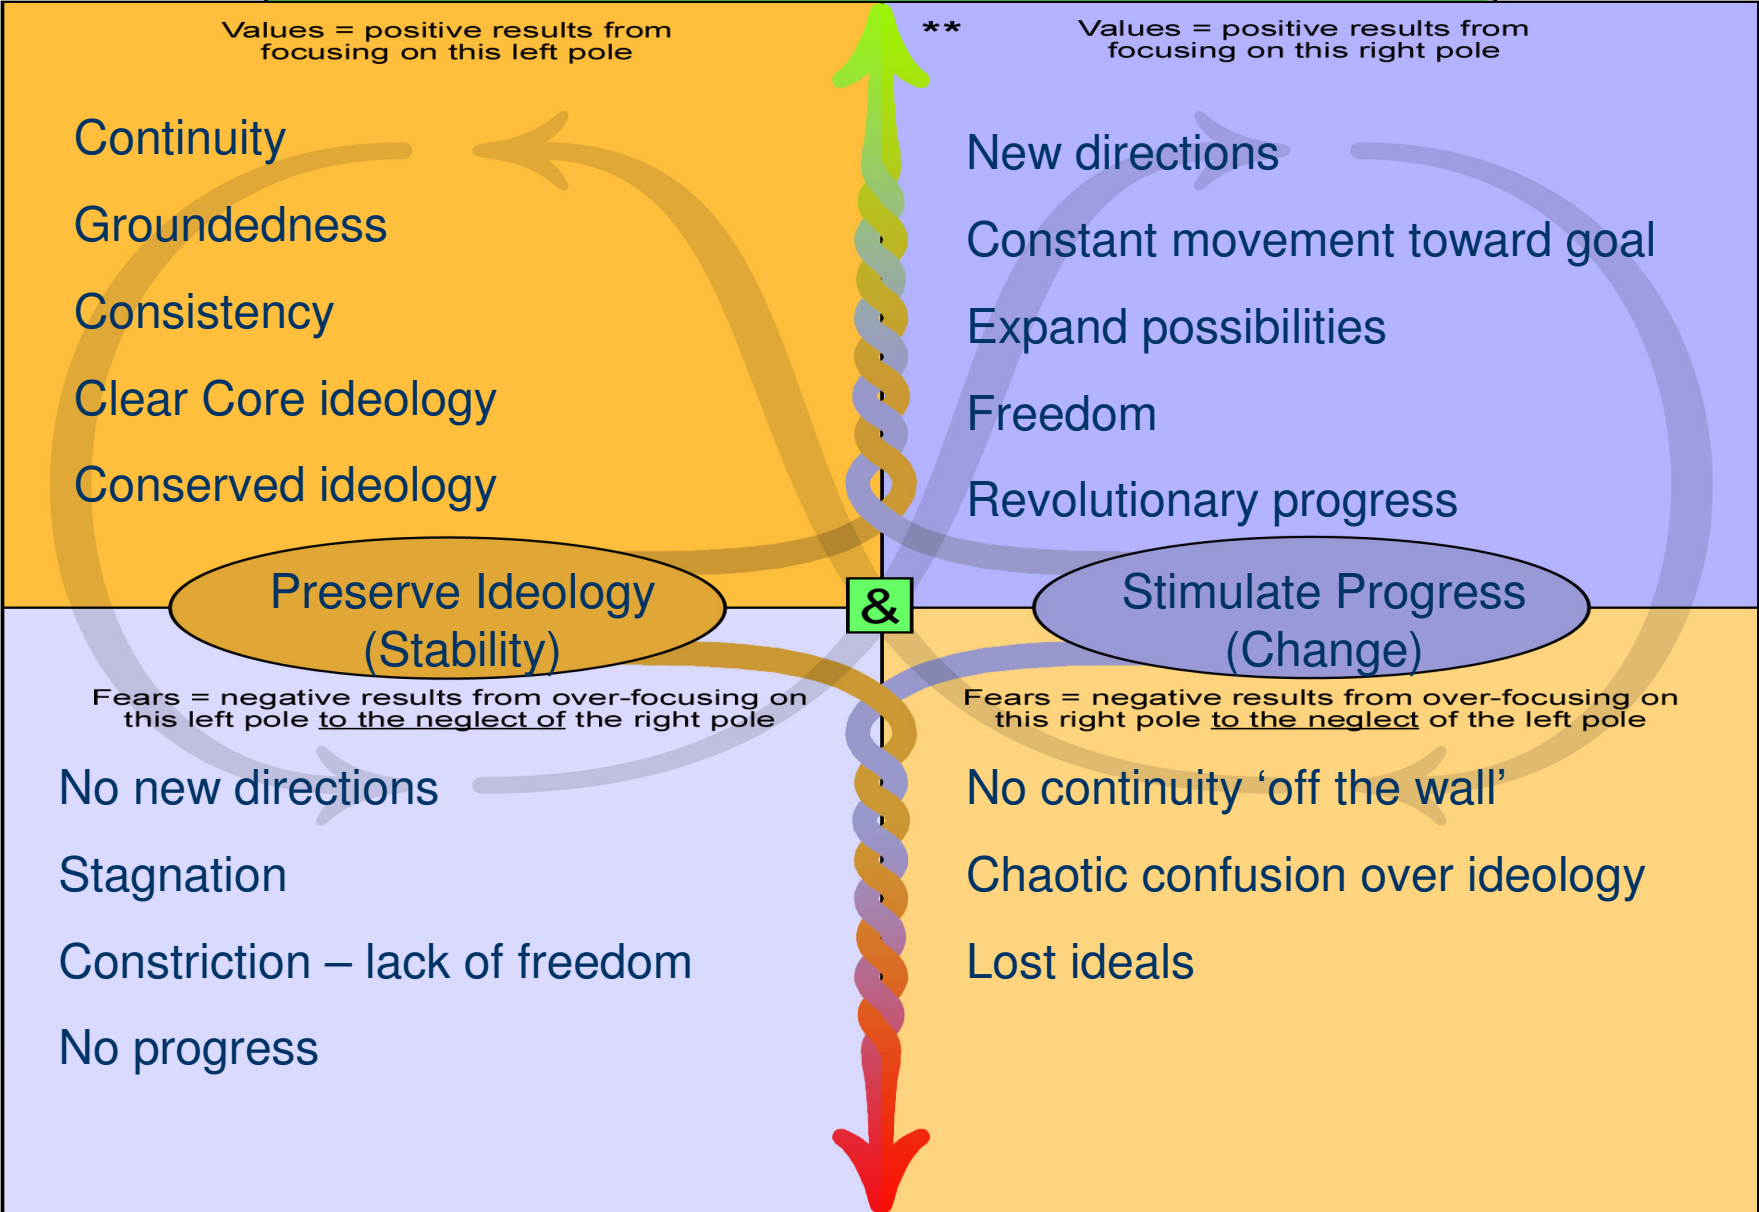 Values = positive results from
focusing on this left pole
Continuity
Groundedness
Consistency
Clear Core ideology
Conserved ideology
**
Values = positive results from
focusing on this right pole
New directions
Constant movement toward goal
Expand possibilities
Freedom
Revolutionary progress
Preserve Ideology
(Stability)
&
Stimulate Progress
(Change)
Fears = negative results from over-focusing on
this left pole to the neglect of the right pole
No new directions
Stagnation
Constriction – lack of freedom
No progress
Fears = negative results from over-focusing on
this right pole to the neglect of the left pole
No continuity ‘off the wall’
Chaotic confusion over ideology
Lost ideals